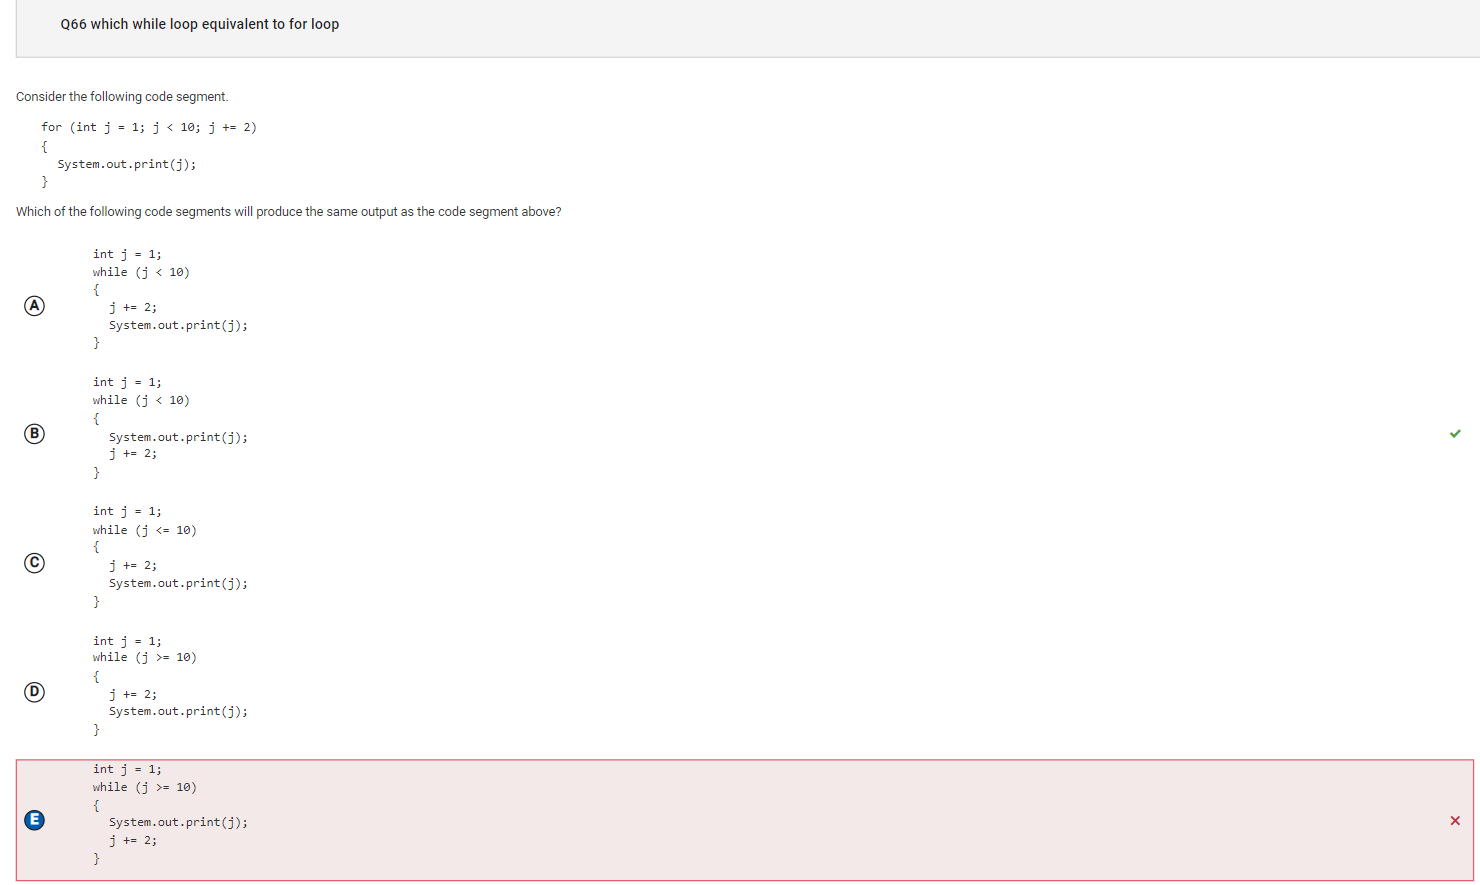 Q66 which while loop equivalent to for loop
Consider the following code segment.
for (int j = 1; j < 10; j += 2)
{
System.out.print(j);
}
Which of the following code segments will produce the same output as the code segment above?
A
int j = 1;
while (j < 10)
{
j += 2;
System.out.print(j);
}
B
int j = 1;
while (j < 10)
{
System.out.print(j);
j += 2;
}
C
int j = 1;
while (j <= 10)
{
j += 2;
System.out.print(j);
}
D
int j = 1;
while (j >= 10)
{
j += 2;
System.out.print(j);
}
E
int j = 1;
while (j >= 10)
{
System.out.print(j);
j += 2;
}